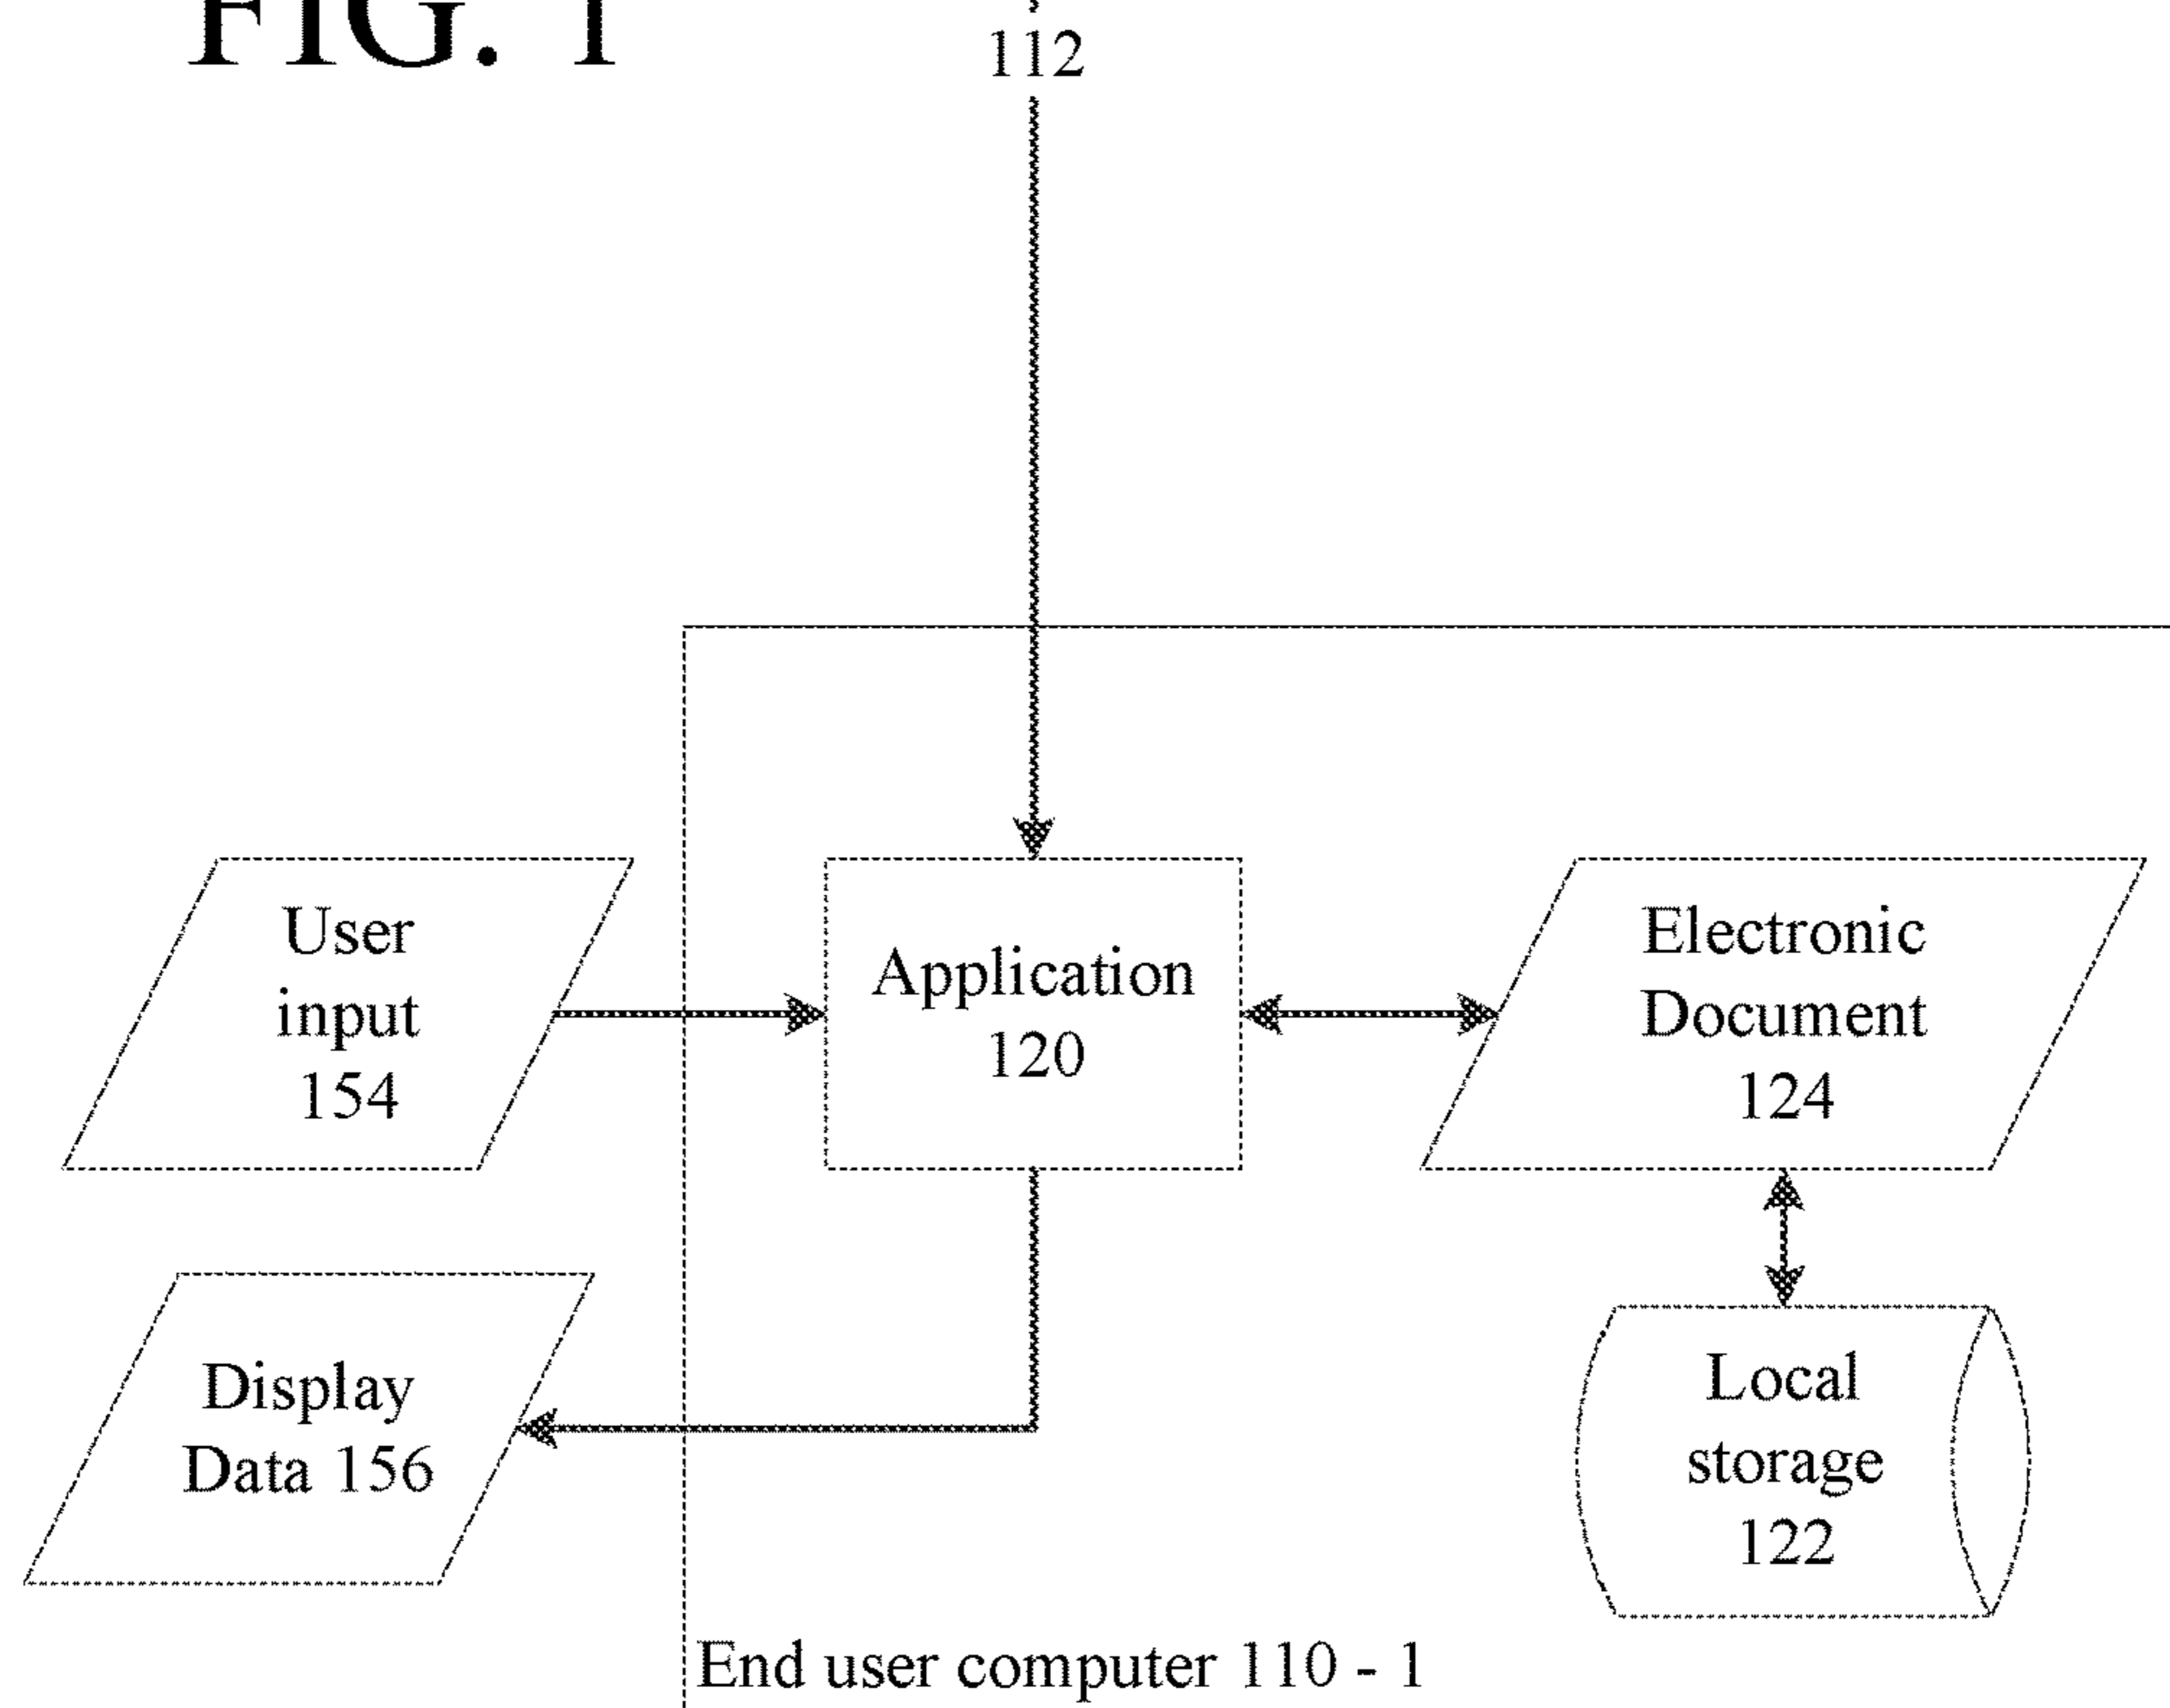 FIG. 1
112
User
input
154
Application
120
Electronic
Document
124
Display
Data 156
Local
storage
122
End user computer 110 - 1